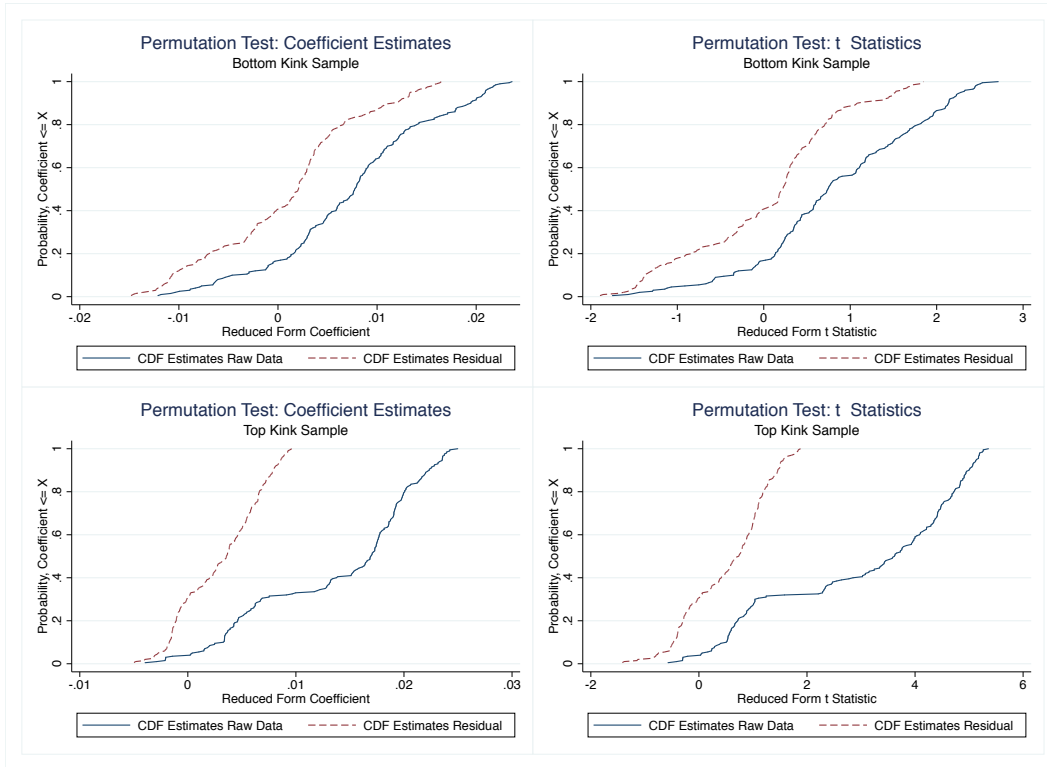 Permutation Test: Coefficient Estimates
Bottom Kink Sample
Probability, Coefficient <= X
0 .2 .4 .6 .8 1
-.02 -.01 0 .01 .02
Reduced Form Coefficient
CDF Estimates Raw Data CDF Estimates Residual
Permutation Test: t Statistics
Bottom Kink Sample
Probability, Coefficient <= X
0 .2 .4 .6 .8 1
-2 -1 0 1 2 3
Reduced Form t Statistic
CDF Estimates Raw Data CDF Estimates Residual
Permutation Test: Coefficient Estimates
Top Kink Sample
Probability, Coefficient <= X
0 .2 .4 .6 .8 1
-.01 0 .01 .02 .03
Reduced Form Coefficient
CDF Estimates Raw Data CDF Estimates Residual
Permutation Test: t Statistics
Top Kink Sample
Probability, Coefficient <= X
0 .2 .4 .6 .8 1
-2 0 2 4 6
Reduced Form t Statistic
CDF Estimates Raw Data CDF Estimates Residual